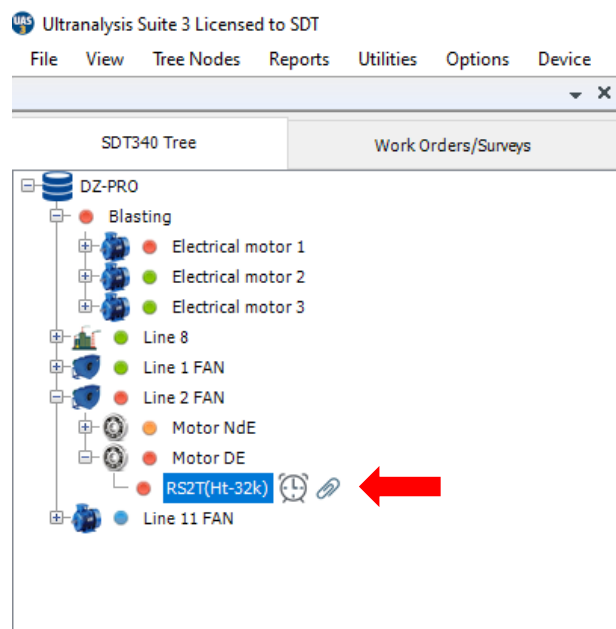 UAS
3
Ultranalysis Suite 3 Licensed to SDT
File View Tree Nodes Reports Utilities Options Device
SDT340 Tree Work Orders/Surveys
DZ-PRO
Blasting
Electrical motor 1
Electrical motor 2
Electrical motor 3
Line 8
Line 1 FAN
Line 2 FAN
Motor NdE
Motor DE
RS2T(Ht-32k)
Line 11 FAN